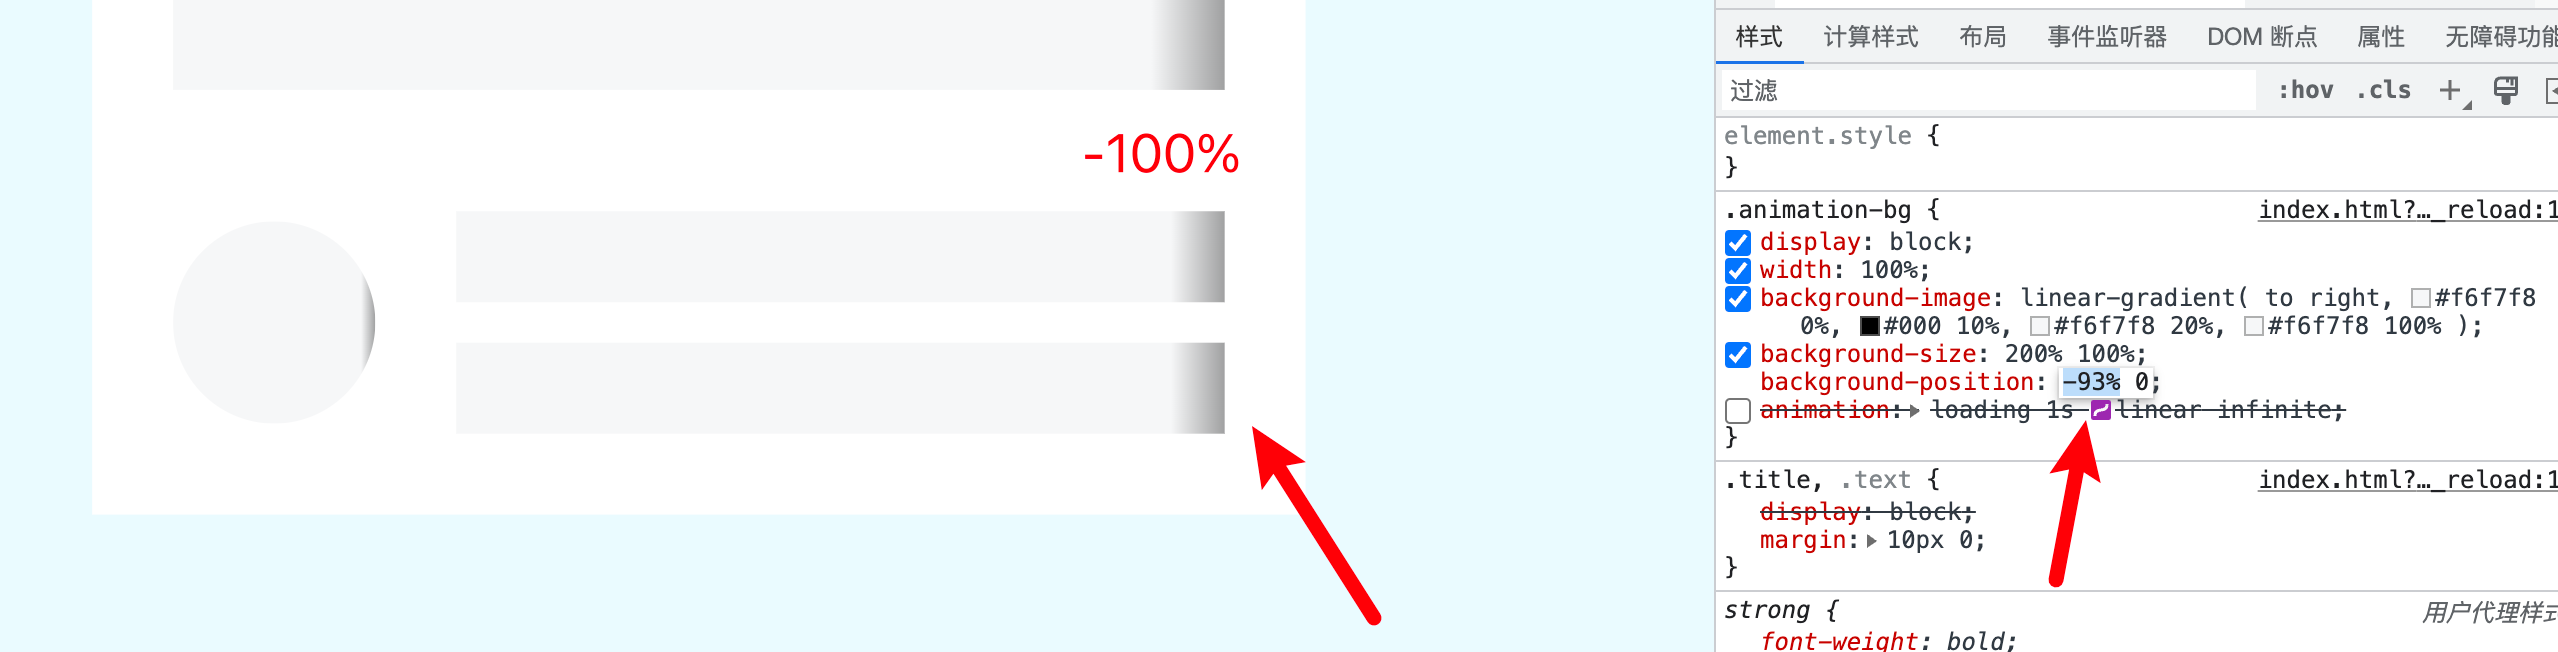 -100%
样式 计算样式 布局 事件监听器 DOM 断点 属性 无障碍功能
过滤 :hov .cls +
element.style {
}
.animation-bg { index.html?…_reload:1
display: block;
width: 100%;
background-image: linear-gradient( to right, #f6f7f8
0%, #000 10%, #f6f7f8 20%, #f6f7f8 100% );
background-size: 200% 100%;
background-position: -93% 0;
animation: loading 1s linear infinite;
}
.title, .text { index.html?…_reload:1
display: block;
margin: 10px 0;
}
strong { 用户代理样式
font-weight: bold;